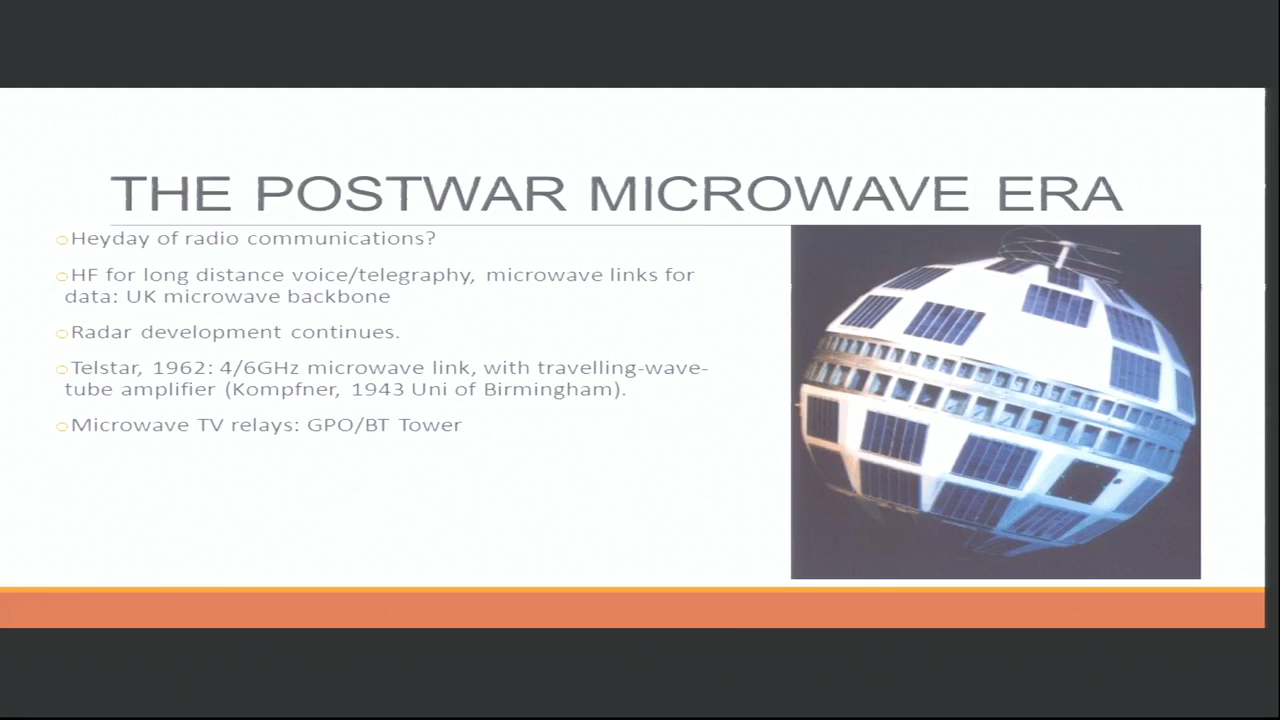 THE POSTWAR MICROWAVE ERA
Heyday of radio communications?
HF for long distance voice/telegraphy, microwave links for
data: UK microwave backbone
Radar development continues.
Telstar, 1962: 4/6GHz microwave link, with travelling-wave-
tube amplifier (Kompfner, 1943 Uni of Birmingham).
Microwave TV relays: GPO/BT Tower